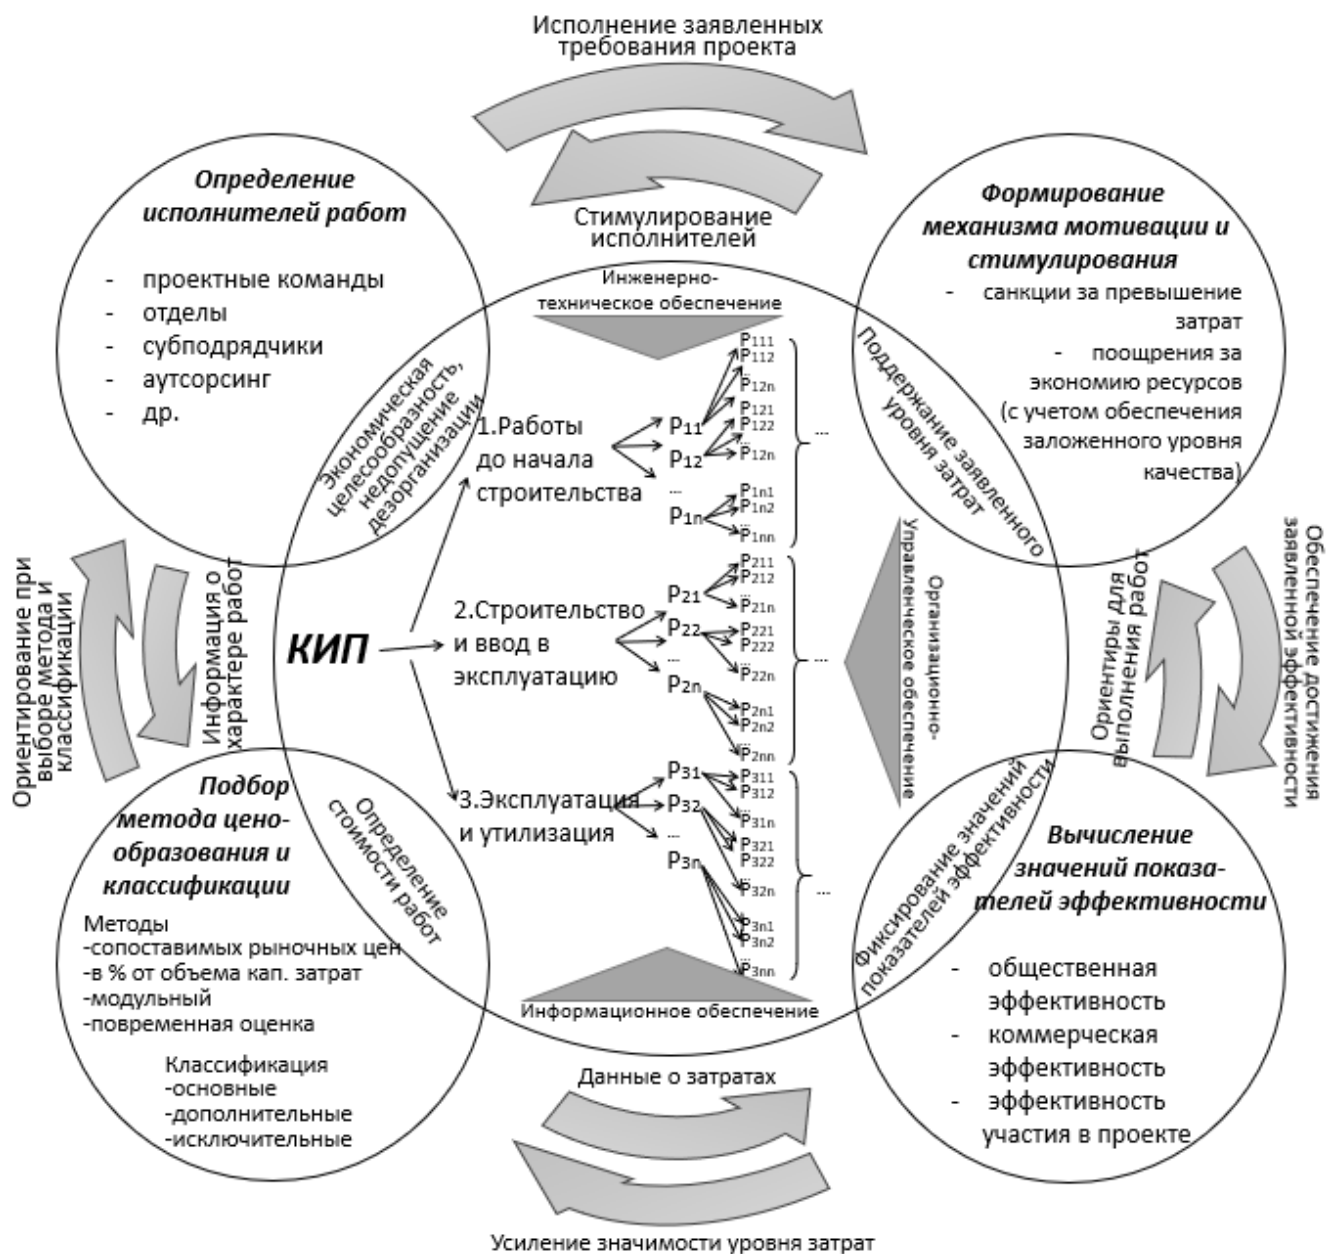 Исполнение заявленных
требования проекта
Стимулирование
исполнителей
Определение
исполнителей работ
- проектные команды
- отделы
- субподрядчики
- аутсорсинг
- др.
Формирование
механизма мотивации и
стимулирования
- санкции за превышение
затрат
- поощрения за
экономию ресурсов
(с учетом обеспечения
заложенного уровня
качества)
Экономическая
целесообразность,
недопущение
дезорганизации
Поддержание заявленного
уровня затрат
Инженерно-
техническое обеспечение
КИП
1.Работы
до начала
строительства
P11
P12
...
P1n
P111
P112
...
P12n
P121
P122
...
P12n
P1n1
P1n2
...
P1nn
...
2.Строительство
и ввод в
эксплуатацию
P21
P22
...
P2n
P211
P212
...
P21n
P221
P222
...
P22n
P2n1
P2n2
...
P2nn
...
3.Эксплуатация
и утилизация
P31
P32
...
P3n
P311
P312
...
P31n
P321
P322
...
P32n
P3n1
P3n2
...
P3nn
...
Организационно-
Управленческое обеспечение
Информационное обеспечение
Ориентирование при
выборе метода и
классификации
Информация о
характере работ
Ориентиры для
выполнения работ
Обеспечение достижения
заявленной эффективности
Подбор
метода цено-
образования и
классификации
Методы
-сопоставимых рыночных цен
-в % от объема кап. затрат
-модульный
-повременная оценка
Классификация
-основные
-дополнительные
-исключительные
Определение
стоимости работ
Фиксирование значений
показателей эффективности
Вычисление
значений показа-
телей эффективности
- общественная
эффективность
- коммерческая
эффективность
- эффективность
участия в проекте
Данные о затратах
Усиление значимости уровня затрат